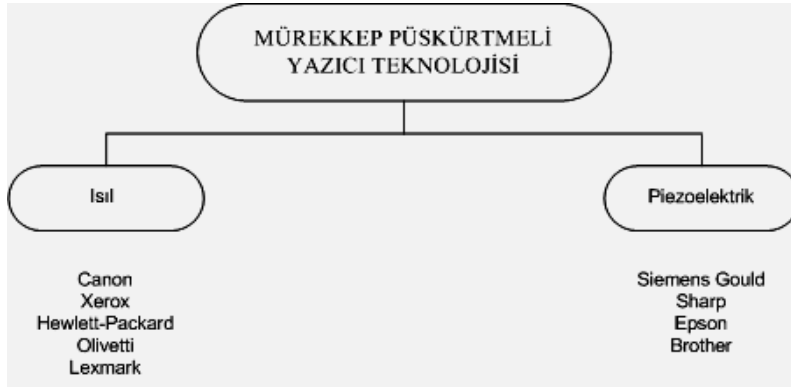 MÜREKKEP PÜSKÜRTMELİ
YAZICI TEKNOLOJİSİ
Isıl
Canon
Xerox
Hewlett-Packard
Olivetti
Lexmark
Piezoelektrik
Siemens Gould
Sharp
Epson
Brother